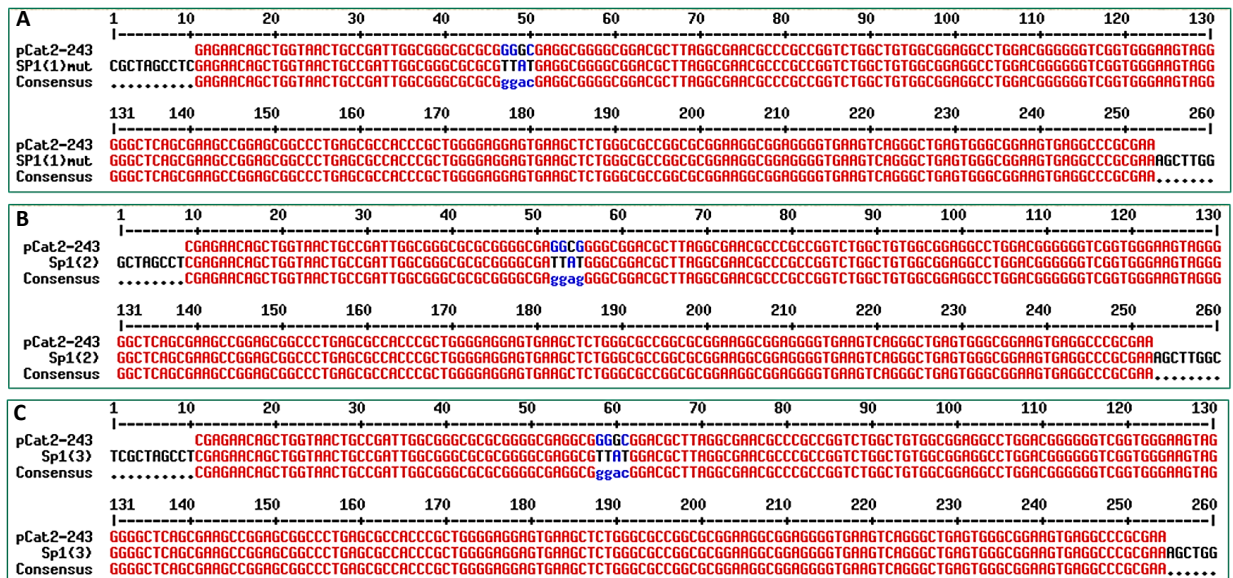 A
1 10 20 30 40 50 60 70 80 90 100 110 120 130
pCat2-243 GAGAACAGCTGGTAACTGCCGATTGGCGGGCGCGCGGGGCGAGGCGGGGCGGACGCTTAGGCGAACGCCCGCCGGTCTGGCTGTGGCGGAGGCCTGGACGGGGGGTCGGTGGGAAGTAGG
SP1(1)mut CGCTAGCCTCGAGAACAGCTGGTAACTGCCGATTGGCGGGCGCGCGTTATGAGGCGGGGCGGACGCTTAGGCGAACGCCCGCCGGTCTGGCTGTGGCGGAGGCCTGGACGGGGGGTCGGTGGGAAGTAGG
Consensus ..........GAGAACAGCTGGTAACTGCCGATTGGCGGGCGCGCGggacGAGGCGGGGCGGACGCTTAGGCGAACGCCCGCCGGTCTGGCTGTGGCGGAGGCCTGGACGGGGGGTCGGTGGGAAGTAGG
131 140 150 160 170 180 190 200 210 220 230 240 250 260
pCat2-243 GGGCTCAGCGAAGCCGGAGCGGCCCTGAGCGCCACCCGCTGGGGAGGAGTGAAGCTCTGGGCGCCGGCGCGGAAGGCGGAGGGGTGAAGTCAGGGCTGAGTGGGCGGAAGTGAGGCCCGCGAA
SP1(1)mut GGGCTCAGCGAAGCCGGAGCGGCCCTGAGCGCCACCCGCTGGGGAGGAGTGAAGCTCTGGGCGCCGGCGCGGAAGGCGGAGGGGTGAAGTCAGGGCTGAGTGGGCGGAAGTGAGGCCCGCGAAAGCTTGG
Consensus GGGCTCAGCGAAGCCGGAGCGGCCCTGAGCGCCACCCGCTGGGGAGGAGTGAAGCTCTGGGCGCCGGCGCGGAAGGCGGAGGGGTGAAGTCAGGGCTGAGTGGGCGGAAGTGAGGCCCGCGAA.......
B
1 10 20 30 40 50 60 70 80 90 100 110 120 130
pCat2-243 CGAGAACAGCTGGTAACTGCCGATTGGCGGGCGCGCGGGGCGAGGCGGGGCGGACGCTTAGGCGAACGCCCGCCGGTCTGGCTGTGGCGGAGGCCTGGACGGGGGGTCGGTGGGAAGTAGGG
Sp1(2) GCTAGCCTCGAGAACAGCTGGTAACTGCCGATTGGCGGGCGCGCGGGGCGATTATGGGCGGACGCTTAGGCGAACGCCCGCCGGTCTGGCTGTGGCGGAGGCCTGGACGGGGGGTCGGTGGGAAGTAGGG
Consensus ........CGAGAACAGCTGGTAACTGCCGATTGGCGGGCGCGCGGGGCGAggagGGGCGGACGCTTAGGCGAACGCCCGCCGGTCTGGCTGTGGCGGAGGCCTGGACGGGGGGTCGGTGGGAAGTAGGG
131 140 150 160 170 180 190 200 210 220 230 240 250 260
pCat2-243 GGCTCAGCGAAGCCGGAGCGGCCCTGAGCGCCACCCGCTGGGGAGGAGTGAAGCTCTGGGCGCCGGCGCGGAAGGCGGAGGGGTGAAGTCAGGGCTGAGTGGGCGGAAGTGAGGCCCGCGAA
Sp1(2) GGCTCAGCGAAGCCGGAGCGGCCCTGAGCGCCACCCGCTGGGGAGGAGTGAAGCTCTGGGCGCCGGCGCGGAAGGCGGAGGGGTGAAGTCAGGGCTGAGTGGGCGGAAGTGAGGCCCGCGAAAGCTTGGC
Consensus GGCTCAGCGAAGCCGGAGCGGCCCTGAGCGCCACCCGCTGGGGAGGAGTGAAGCTCTGGGCGCCGGCGCGGAAGGCGGAGGGGTGAAGTCAGGGCTGAGTGGGCGGAAGTGAGGCCCGCGAA........
C
1 10 20 30 40 50 60 70 80 90 100 110 120 130
pCat2-243 CGAGAACAGCTGGTAACTGCCGATTGGCGGGCGCGCGGGGCGAGGCGGGGCGGACGCTTAGGCGAACGCCCGCCGGTCTGGCTGTGGCGGAGGCCTGGACGGGGGGTCGGTGGGAAGTAG
Sp1(3) TCGCTAGCCTCGAGAACAGCTGGTAACTGCCGATTGGCGGGCGCGCGGGGCGAGGCGTTATGGACGCTTAGGCGAACGCCCGCCGGTCTGGCTGTGGCGGAGGCCTGGACGGGGGGTCGGTGGGAAGTAG
Consensus ..........CGAGAACAGCTGGTAACTGCCGATTGGCGGGCGCGCGGGGCGAGGCGggacGGACGCTTAGGCGAACGCCCGCCGGTCTGGCTGTGGCGGAGGCCTGGACGGGGGGTCGGTGGGAAGTAG
131 140 150 160 170 180 190 200 210 220 230 240 250 260
pCat2-243 GGGGCTCAGCGAAGCCGGAGCGGCCCTGAGCGCCACCCGCTGGGGAGGAGTGAAGCTCTGGGCGCCGGCGCGGAAGGCGGAGGGGTGAAGTCAGGGCTGAGTGGGCGGAAGTGAGGCCCGCGAA
Sp1(3) GGGGCTCAGCGAAGCCGGAGCGGCCCTGAGCGCCACCCGCTGGGGAGGAGTGAAGCTCTGGGCGCCGGCGCGGAAGGCGGAGGGGTGAAGTCAGGGCTGAGTGGGCGGAAGTGAGGCCCGCGAAAGCTGG
Consensus GGGGCTCAGCGAAGCCGGAGCGGCCCTGAGCGCCACCCGCTGGGGAGGAGTGAAGCTCTGGGCGCCGGCGCGGAAGGCGGAGGGGTGAAGTCAGGGCTGAGTGGGCGGAAGTGAGGCCCGCGAA......